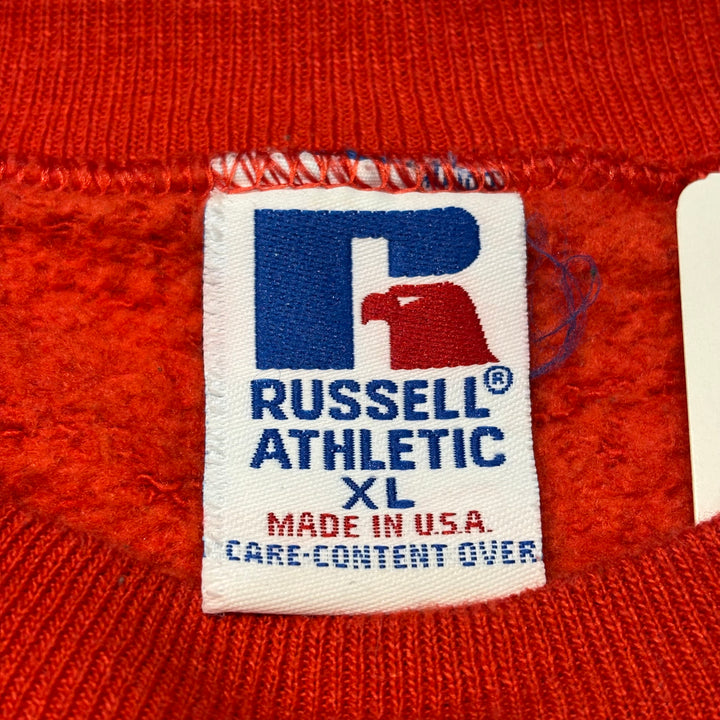 R
RUSSELL®
ATHLETIC
XL
MADE IN U.S.A.
CARE-CONTENT OVER